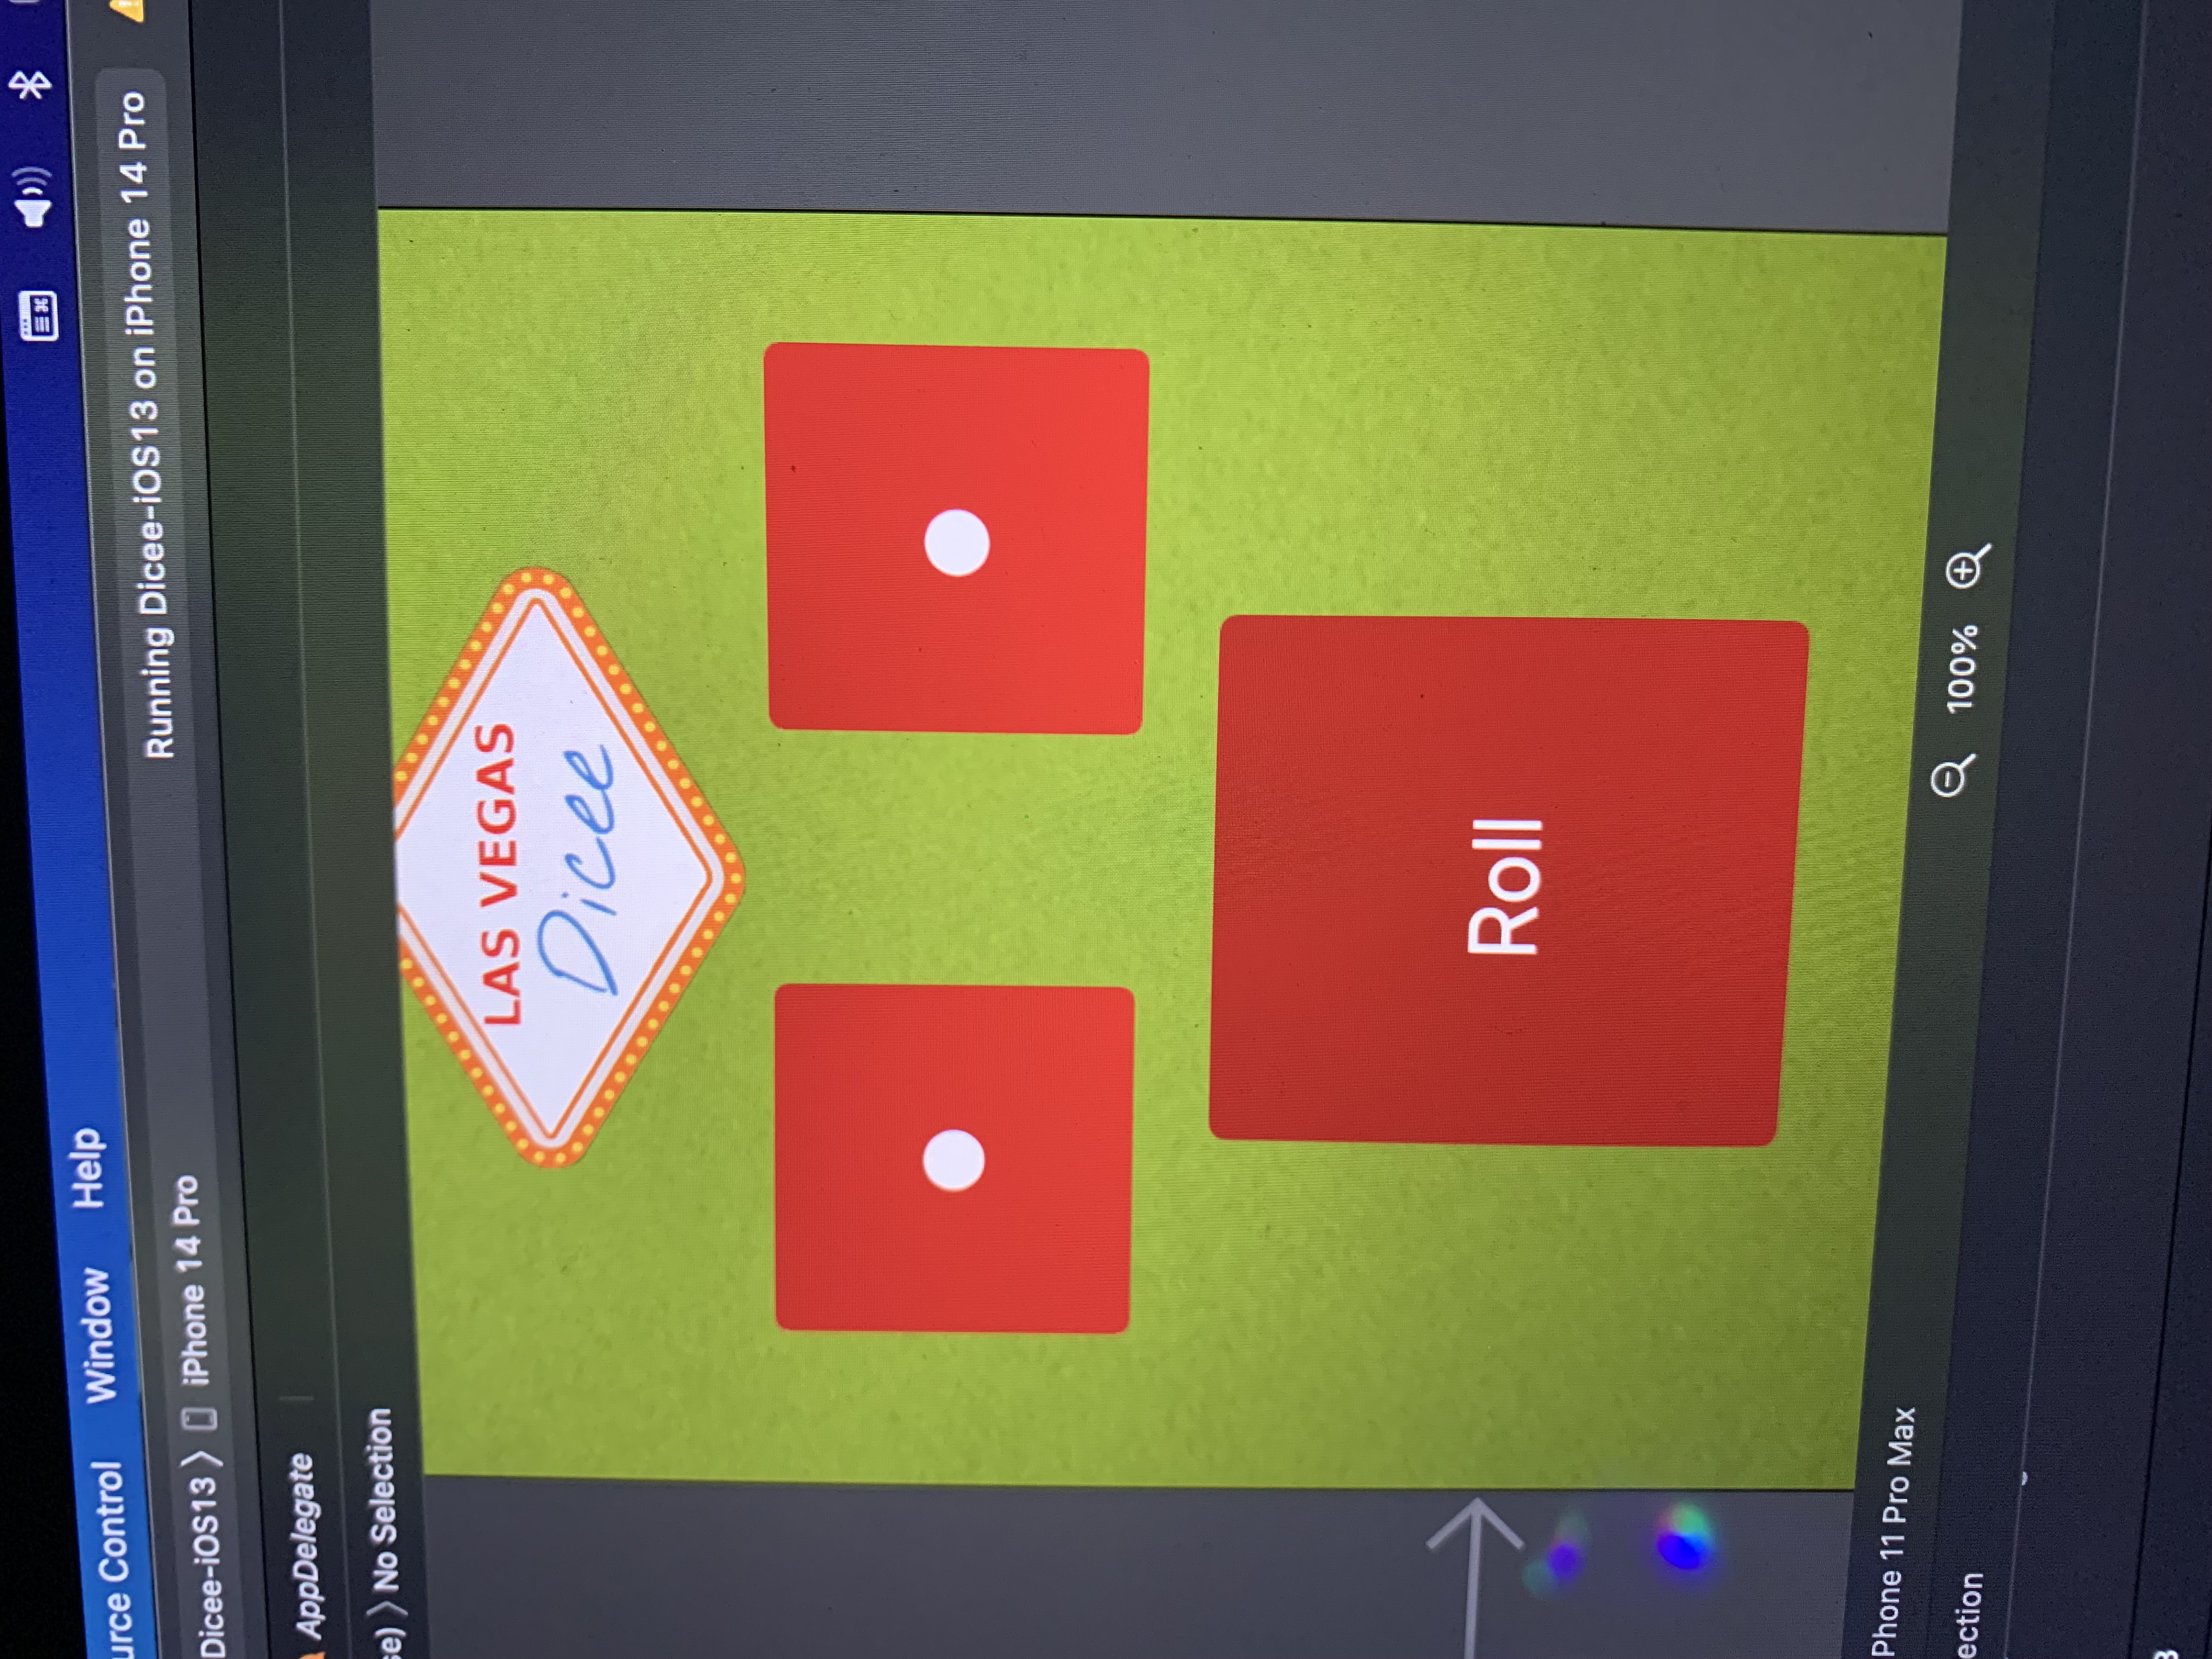 urce Control Window Help
Dicee-iOS13 〉 iPhone 14 Pro Running Dicee-iOS13 on iPhone 14 Pro
AppDelegate
se) 〉 No Selection
LAS VEGAS
Dicee
Roll
Phone 11 Pro Max
100%
ection
3